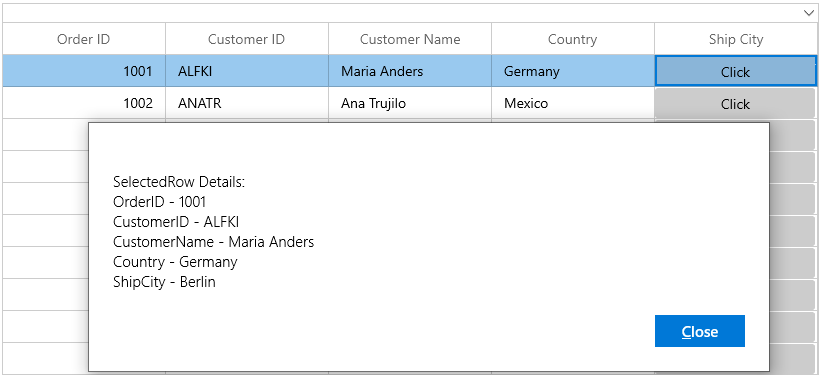 Order ID Customer ID Customer Name Country Ship City
1001 ALFKI Maria Anders Germany Click
1002 ANATR Ana Trujilo Mexico Click
SelectedRow Details:
OrderID - 1001
CustomerID - ALFKI
CustomerName - Maria Anders
Country - Germany
ShipCity - Berlin
Close